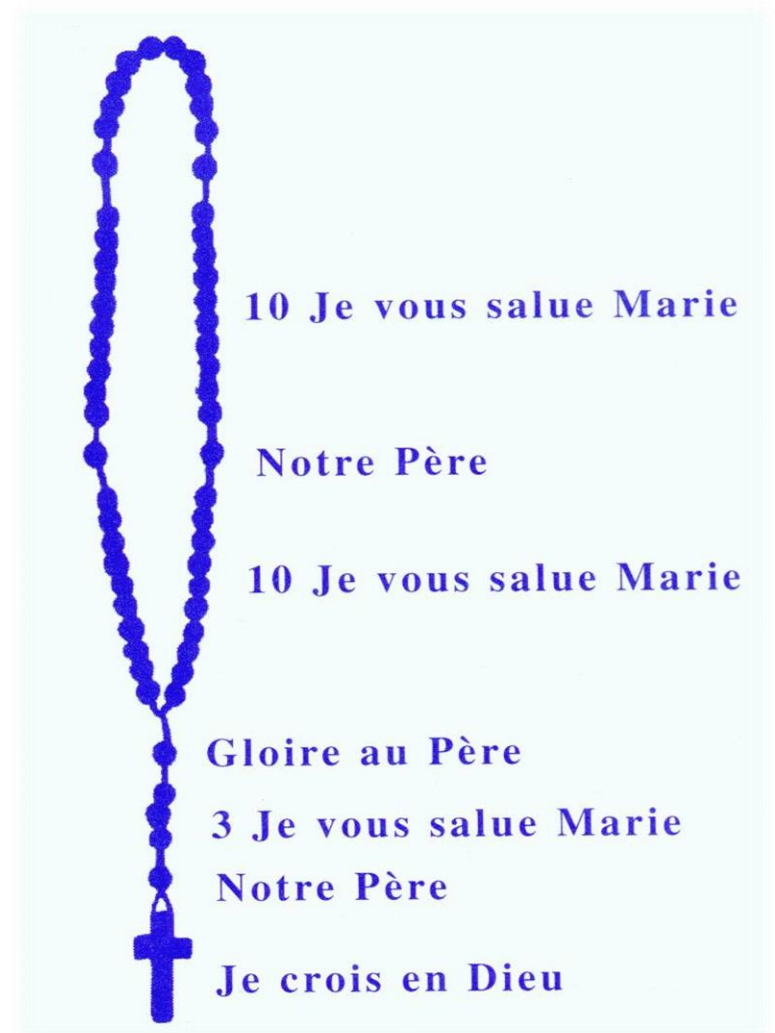 10 Je vous salue Marie
Notre Père
10 Je vous salue Marie
Gloire au Père
3 Je vous salue Marie
Notre Père
Je crois en Dieu